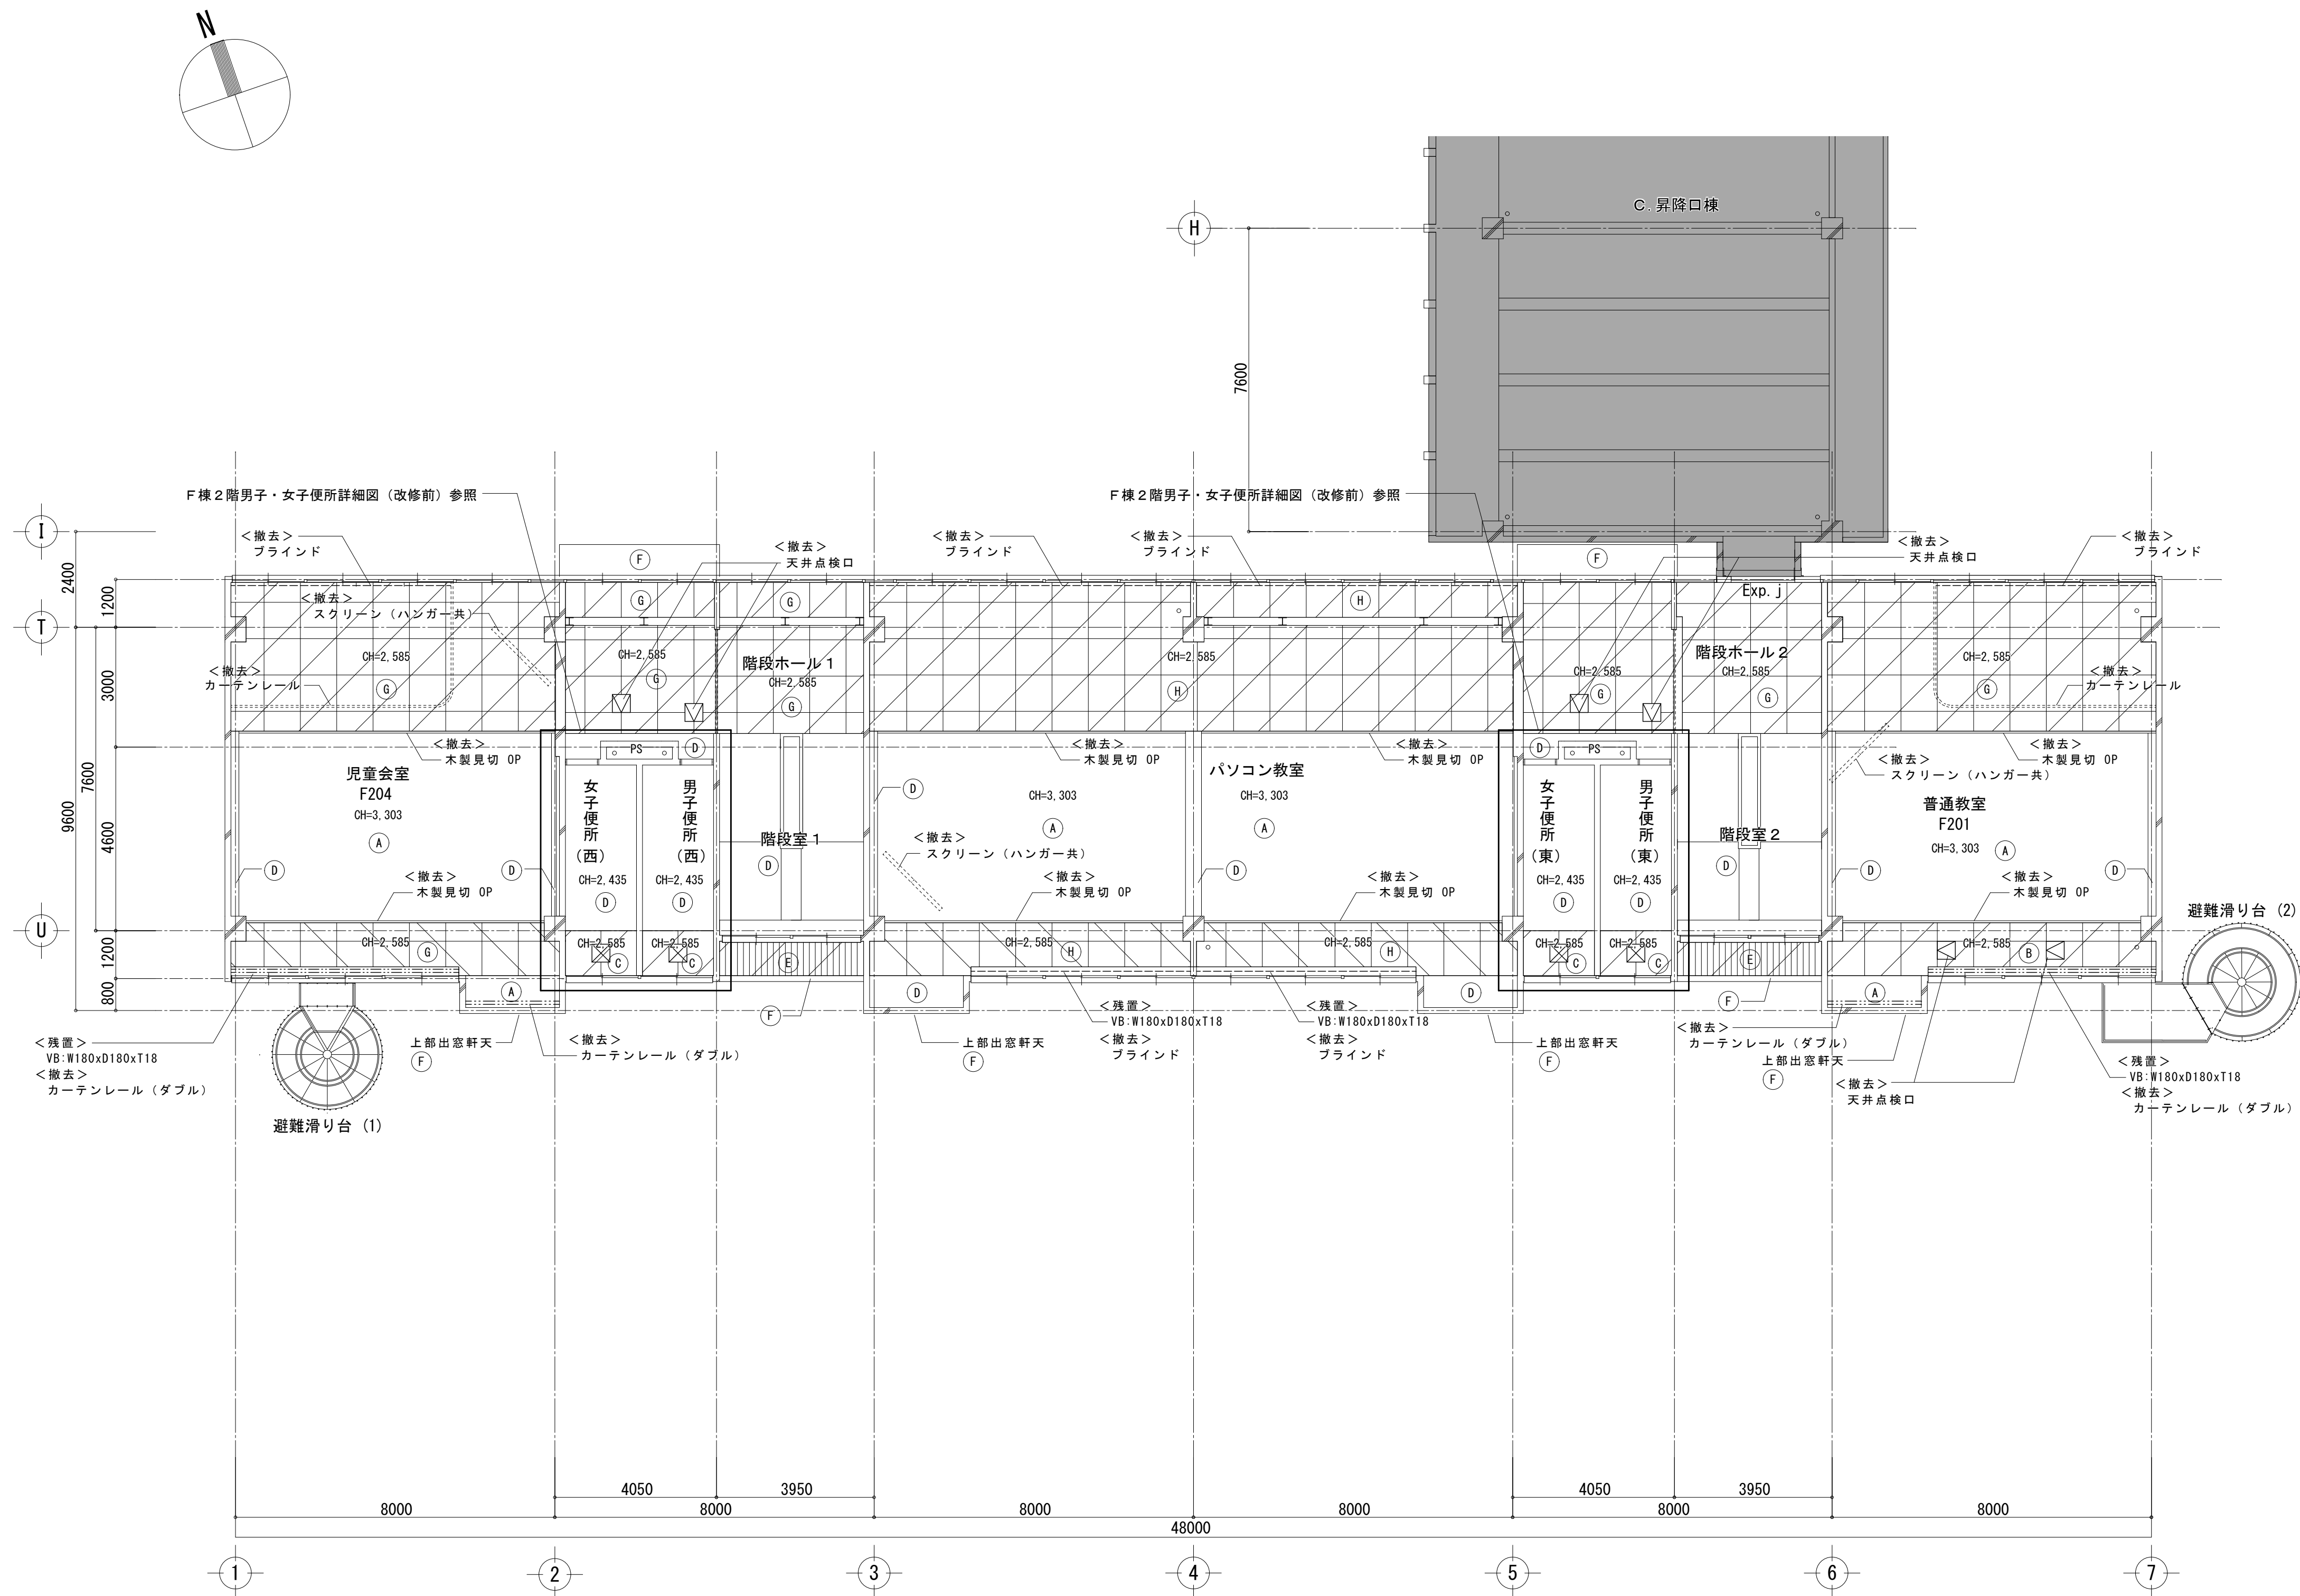 N
C.昇降口棟
H
7600
F棟2階男子・女子便所詳細図（改修前）参照
F棟2階男子・女子便所詳細図（改修前）参照
I
T
U
2400
1200
3000
7600
9600
4600
1200
800
＜撤去＞
ブラインド
F
＜撤去＞
天井点検口
＜撤去＞
ブラインド
＜撤去＞
ブラインド
F
＜撤去＞
天井点検口
＜撤去＞
ブラインド
Exp.j
＜撤去＞
スクリーン（ハンガー共）
G
G
H
CH=2,585
＜撤去＞
カーテンレール
G
CH=2,585
G
階段ホール1
CH=2,585
G
CH=2,585
H
CH=2,585
G
階段ホール2
CH=2,585
G
CH=2,585
G
＜撤去＞
カーテンレール
＜撤去＞
木製見切 OP
PS
D
＜撤去＞
木製見切 OP
＜撤去＞
木製見切 OP
D
PS
＜撤去＞
スクリーン（ハンガー共）
＜撤去＞
木製見切 OP
児童会室
F204
CH=3,303
A
D
D
女子便所
（西）
CH=2,435
D
男子便所
（西）
CH=2,435
D
階段室1
D
D
CH=3,303
A
＜撤去＞
スクリーン（ハンガー共）
パソコン教室
CH=3,303
A
D
女子便所
（東）
CH=2,435
D
男子便所
（東）
CH=2,435
D
階段室2
D
普通教室
F201
CH=3,303
A
D
D
＜撤去＞
木製見切 OP
＜撤去＞
木製見切 OP
＜撤去＞
木製見切 OP
＜撤去＞
木製見切 OP
避難滑り台 (2)
CH=2,585
G
CH=2,585
C
CH=2,585
C
E
CH=2,585
H
CH=2,585
H
CH=2,585
C
CH=2,585
C
E
CH=2,585
B
A
D
D
A
F
F
＜残置＞
VB:W180xD180xT18
＜撤去＞
カーテンレール（ダブル）
避難滑り台 (1)
上部出窓軒天
F
＜撤去＞
カーテンレール（ダブル）
上部出窓軒天
F
＜残置＞
VB:W180xD180xT18
＜撤去＞
ブラインド
＜残置＞
VB:W180xD180xT18
＜撤去＞
ブラインド
上部出窓軒天
F
＜撤去＞
カーテンレール（ダブル）
上部出窓軒天
F
＜撤去＞
天井点検口
＜残置＞
VB:W180xD180xT18
＜撤去＞
カーテンレール（ダブル）
4050
3950
4050
3950
8000
8000
8000
8000
8000
8000
48000
1
2
3
4
5
6
7